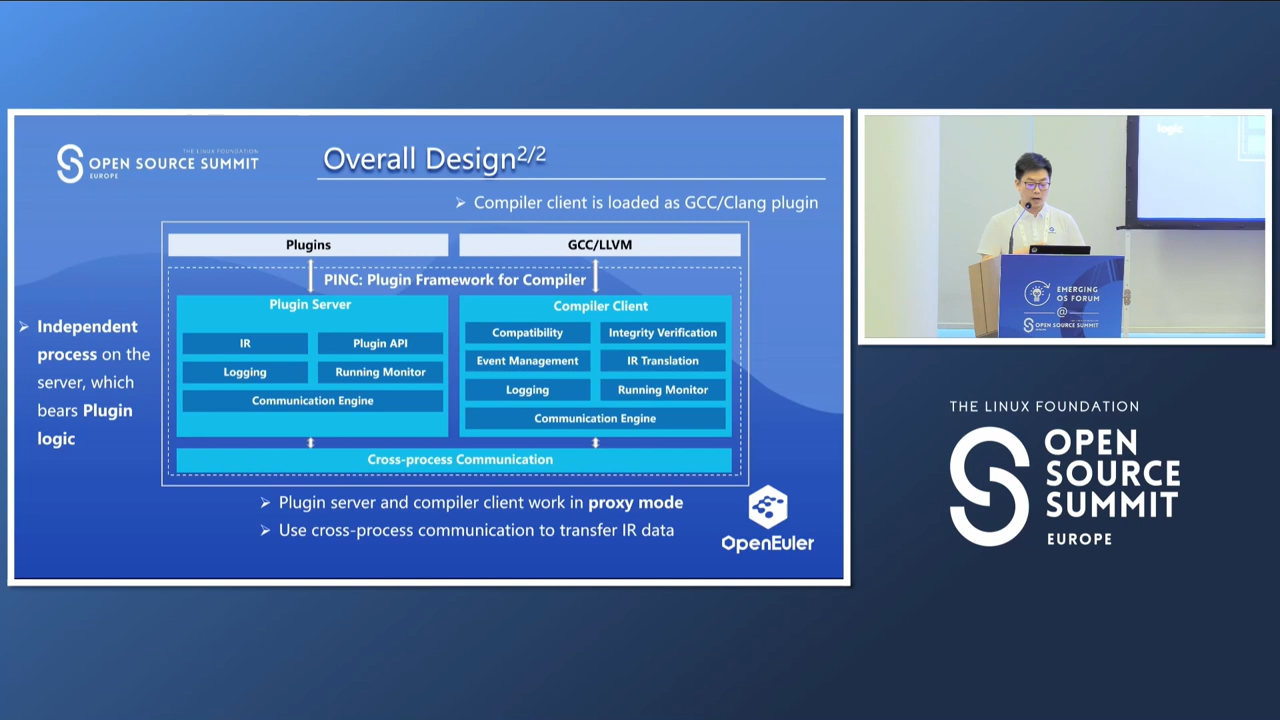 THE LINUX FOUNDATION
OPEN SOURCE SUMMIT
EUROPE
Overall Design2/2
➢ Compiler client is loaded as GCC/Clang plugin
Plugins
GCC/LLVM
PINC: Plugin Framework for Compiler
Plugin Server
IR
Plugin API
Logging
Running Monitor
Communication Engine
Compiler Client
Compatibility
Integrity Verification
Event Management
IR Translation
Logging
Running Monitor
Communication Engine
Cross-process Communication
➢ Independent
process on the
server, which
bears Plugin
logic
➢ Plugin server and compiler client work in proxy mode
➢ Use cross-process communication to transfer IR data
OpenEuler
logic
EMERGING
OS FORUM
@
OPEN SOURCE SUMMIT
THE LINUX FOUNDATION
OPEN
SOURCE
SUMMIT
EUROPE